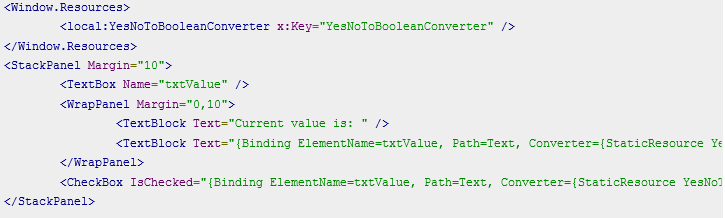 <Window.Resources>
<local:YesNoToBooleanConverter x:Key="YesNoToBooleanConverter" />
</Window.Resources>
<StackPanel Margin="10">
<TextBox Name="txtValue" />
<WrapPanel Margin="0,10">
<TextBlock Text="Current value is: " />
<TextBlock Text="{Binding ElementName=txtValue, Path=Text, Converter={StaticResource Ye
</WrapPanel>
<CheckBox IsChecked="{Binding ElementName=txtValue, Path=Text, Converter={StaticResource YesNoT
</StackPanel>